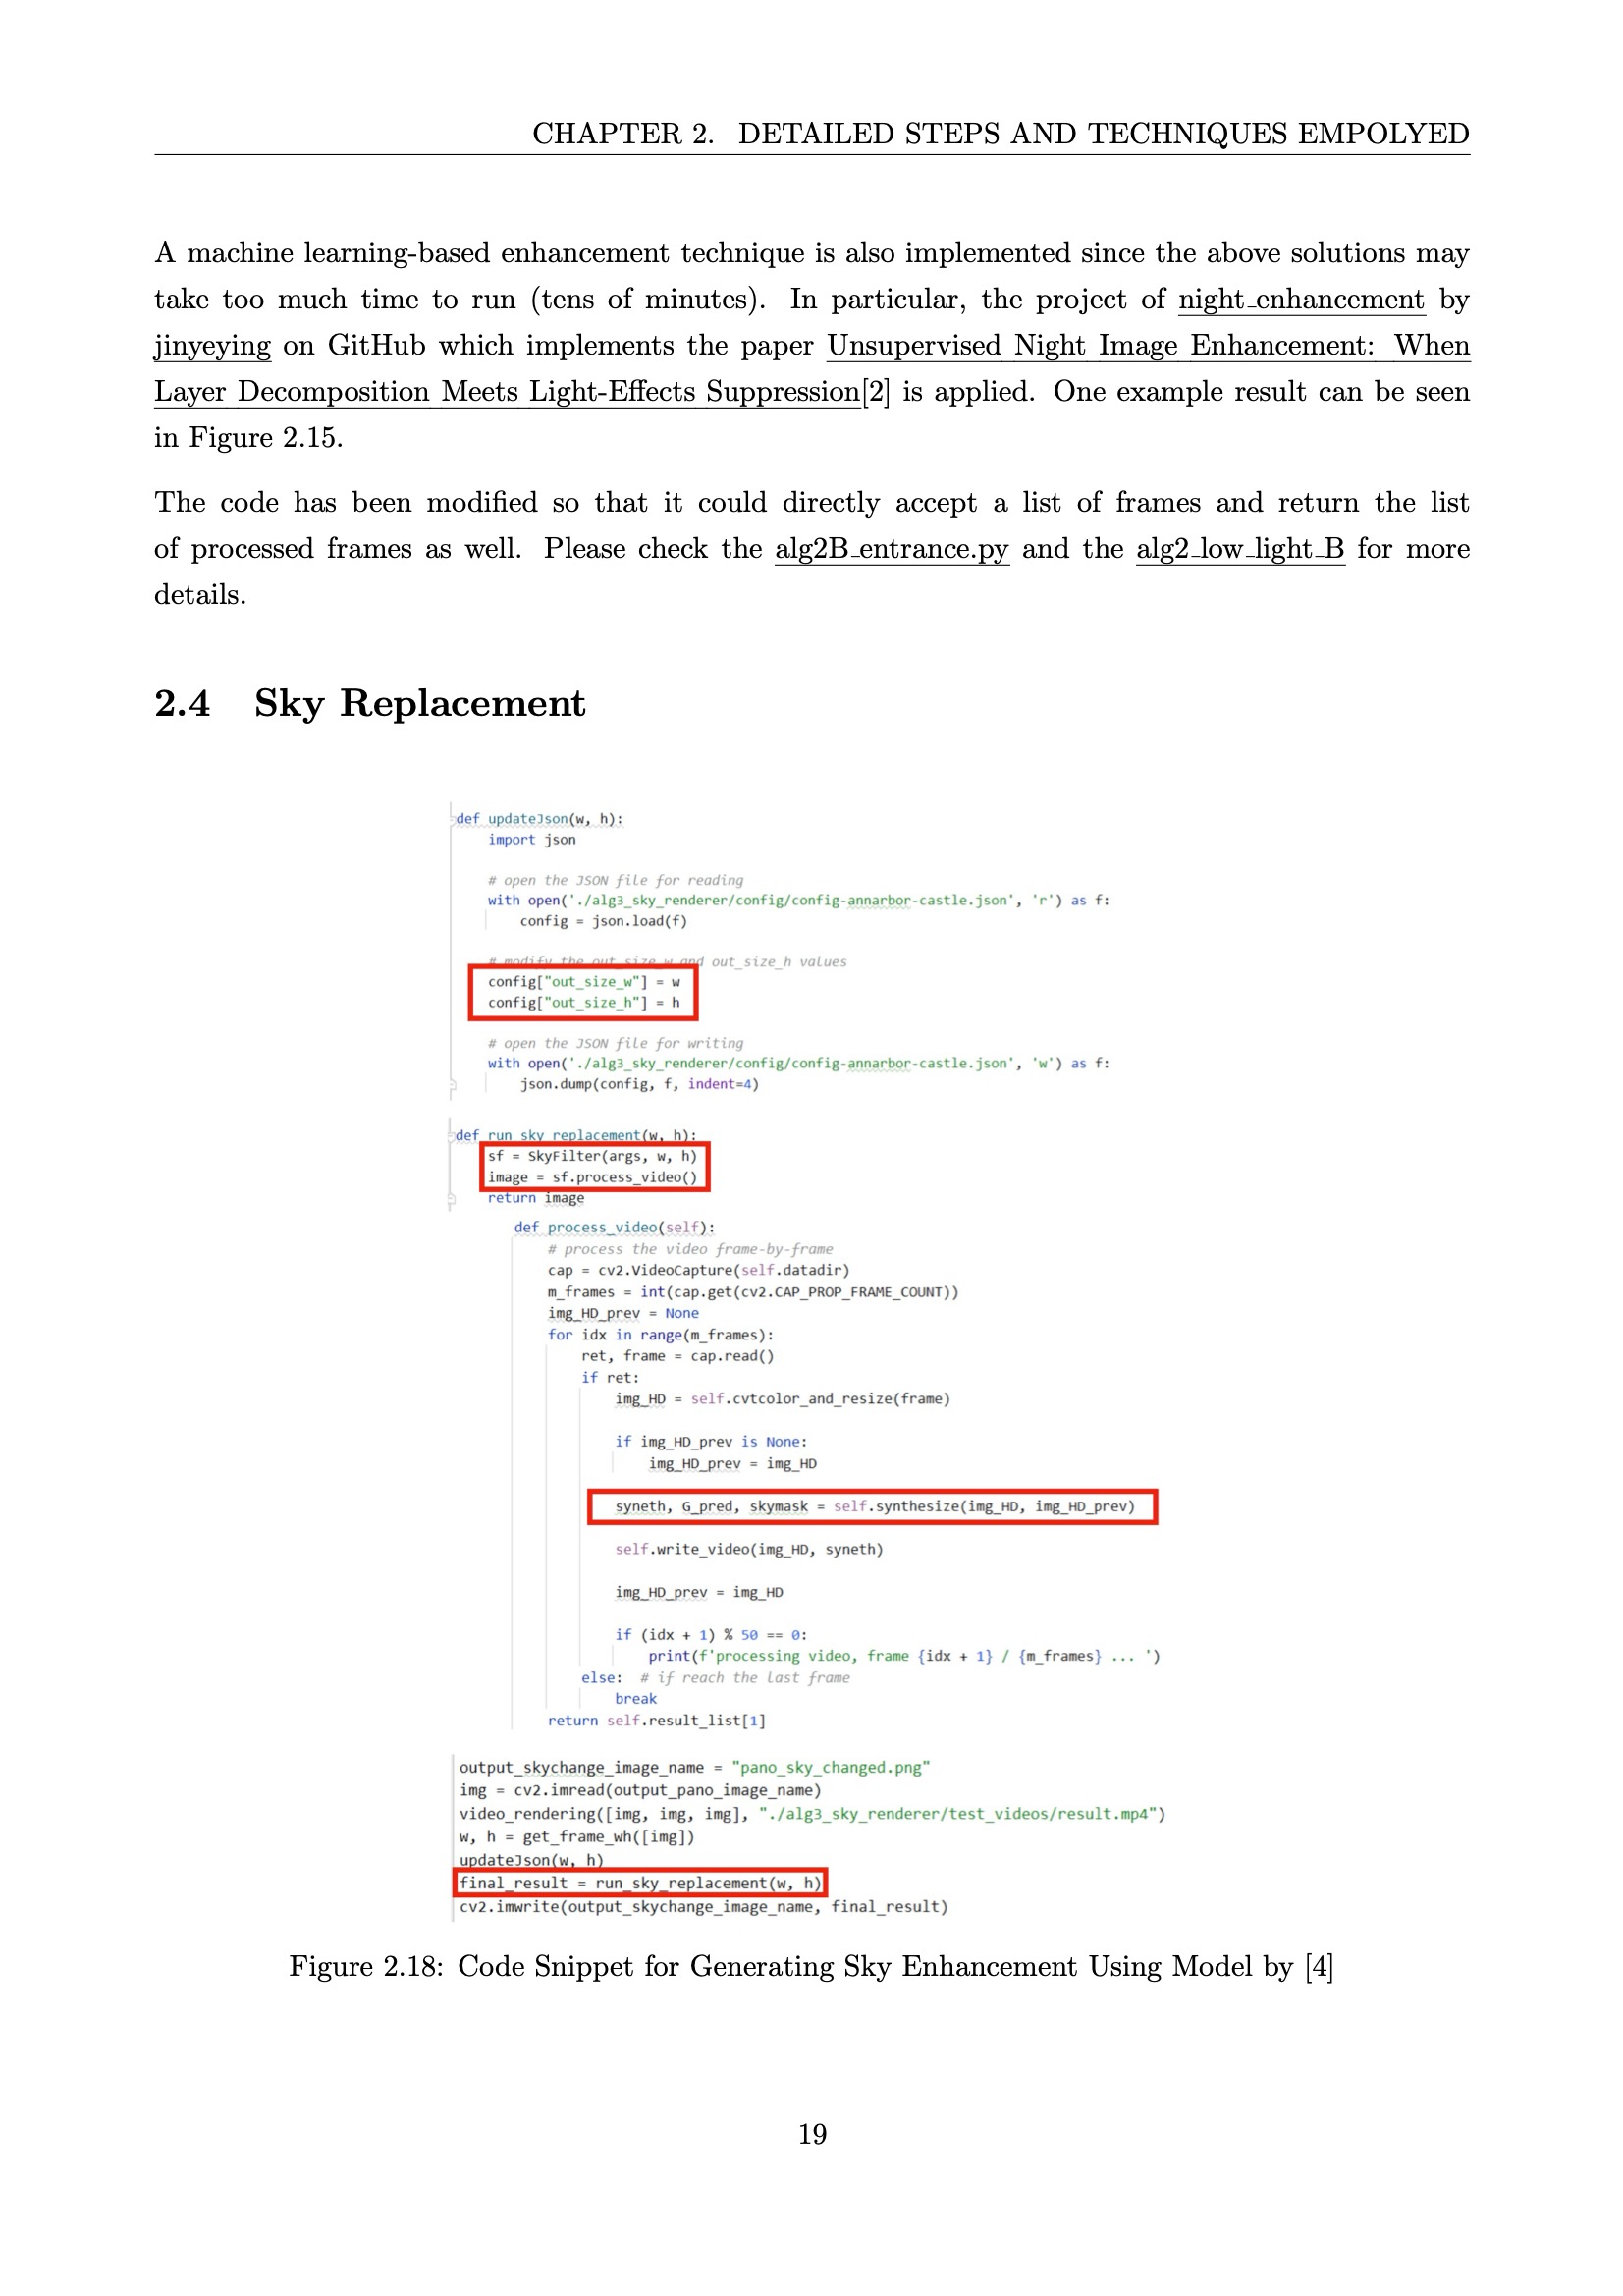 CHAPTER 2. DETAILED STEPS AND TECHNIQUES EMPOLYED
A machine learning-based enhancement technique is also implemented since the above solutions may
take too much time to run (tens of minutes). In particular, the project of night_enhancement by
jinyeying on GitHub which implements the paper Unsupervised Night Image Enhancement: When
Layer Decomposition Meets Light-Effects Suppression[2] is applied. One example result can be seen
in Figure 2.15.
The code has been modified so that it could directly accept a list of frames and return the list
of processed frames as well. Please check the alg2B_entrance.py and the alg2_low_light_B for more
details.
2.4 Sky Replacement
def updateJson(w, h):
import json
# open the JSON file for reading
with open('./alg3_sky_renderer/config/config-annarbor-castle.json', 'r') as f:
config = json.load(f)
# modify the out_size_w and out_size_h values
config["out_size_w"] = w
config["out_size_h"] = h
# open the JSON file for writing
with open('./alg3_sky_renderer/config/config-annarbor-castle.json', 'w') as f:
json.dump(config, f, indent=4)
def run_sky_replacement(w, h):
sf = SkyFilter(args, w, h)
image = sf.process_video()
return image
def process_video(self):
# process the video frame-by-frame
cap = cv2.VideoCapture(self.datadir)
m_frames = int(cap.get(cv2.CAP_PROP_FRAME_COUNT))
img_HD_prev = None
for idx in range(m_frames):
ret, frame = cap.read()
if ret:
img_HD = self.cvtcolor_and_resize(frame)
if img_HD_prev is None:
img_HD_prev = img_HD
syneth, G_pred, skymask = self.synthesize(img_HD, img_HD_prev)
self.write_video(img_HD, syneth)
img_HD_prev = img_HD
if (idx + 1) % 50 == 0:
print(f'processing video, frame {idx + 1} / {m_frames} ... ')
else: # if reach the last frame
break
return self.result_list[1]
output_skychange_image_name = "pano_sky_changed.png"
img = cv2.imread(output_pano_image_name)
video_rendering([img, img, img], "./alg3_sky_renderer/test_videos/result.mp4")
w, h = get_frame_wh([img])
updateJson(w, h)
final_result = run_sky_replacement(w, h)
cv2.imwrite(output_skychange_image_name, final_result)
Figure 2.18: Code Snippet for Generating Sky Enhancement Using Model by [4]
19